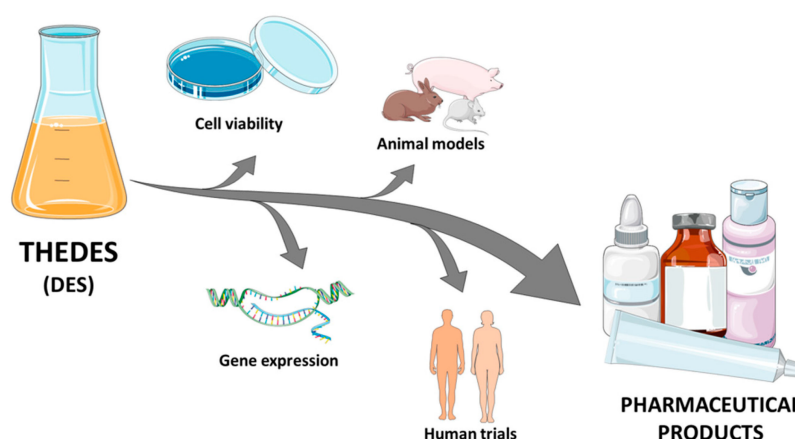 Cell viability
Animal models
THEDES
(DES)
Gene expression
Human trials
PHARMACEUTICAL
PRODUCTS